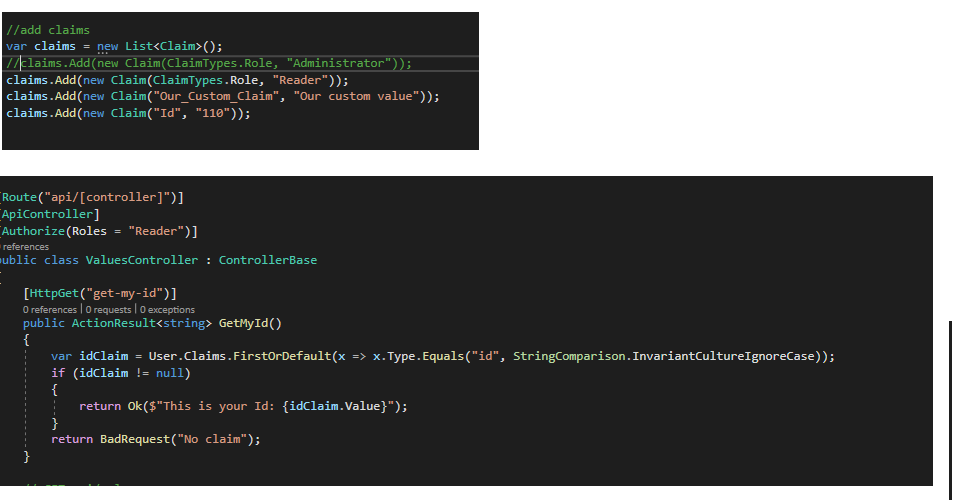 //add claims
var claims = new List<Claim>();
//claims.Add(new Claim(ClaimTypes.Role, "Administrator"));
claims.Add(new Claim(ClaimTypes.Role, "Reader"));
claims.Add(new Claim("Our_Custom_Claim", "Our custom value"));
claims.Add(new Claim("Id", "110"));
[Route("api/[controller]")]
[ApiController]
[Authorize(Roles = "Reader")]
references
public class ValuesController : ControllerBase
{
[HttpGet("get-my-id")]
0 references | 0 requests | 0 exceptions
public ActionResult<string> GetMyId()
{
var idClaim = User.Claims.FirstOrDefault(x => x.Type.Equals("id", StringComparison.InvariantCultureIgnoreCase));
if (idClaim != null)
{
return Ok($"This is your Id: {idClaim.Value}");
}
return BadRequest("No claim");
}